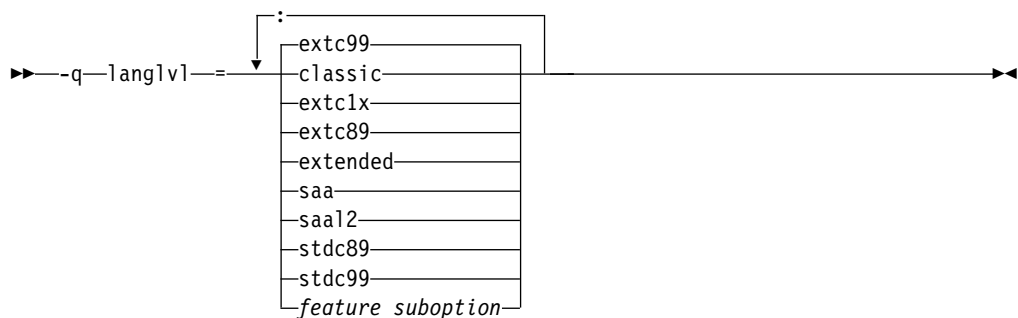 :
extc99
-q langlvl = classic
extc1x
extc89
extended
saa
saal2
stdc89
stdc99
feature suboption